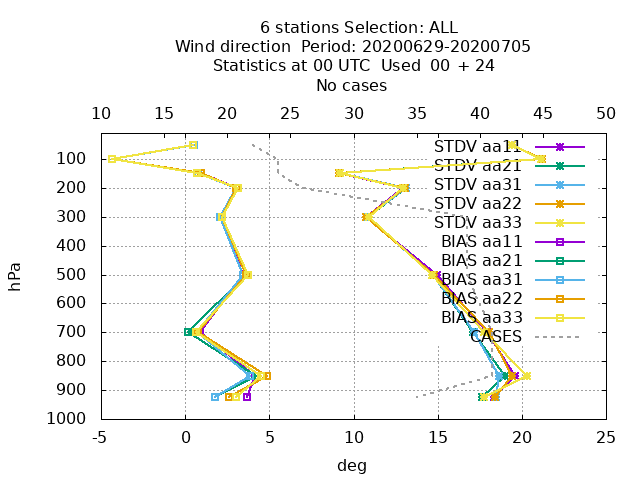 6 stations Selection: ALL
Wind direction  Period: 20200629-20200705
Statistics at 00 UTC  Used  00 + 24
No cases
10 15 20 25 30 35 40 45 50
STDV aa11
100
STDV aa21
STDV aa31
200
STDV aa22
300
STDV aa33
BIAS aa11
400
BIAS aa21
500
BIAS aa31
BIAS aa22
600
BIAS aa33
700
CASES
800
900
1000
hPa
-5 0 5 10 15 20 25
deg